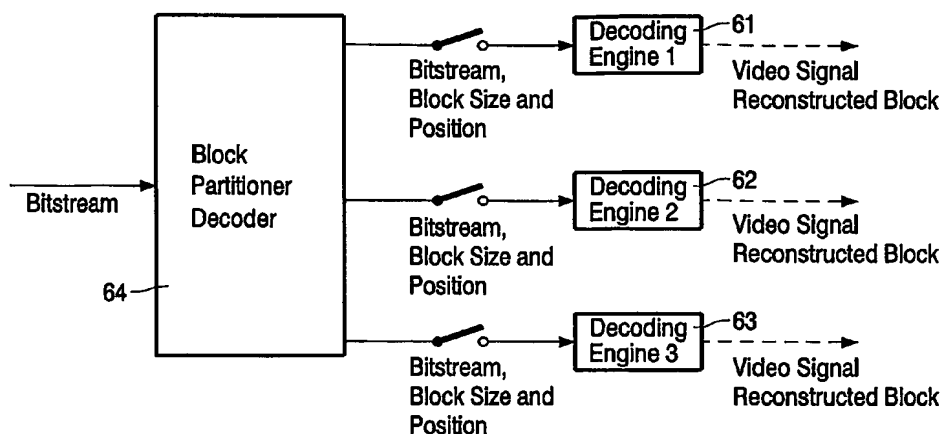 Block
Partitioner
Decoder
64
Bitstream
Bitstream,
Block Size and
Position
Decoding
Engine 1
61
Video Signal
Reconstructed Block
Bitstream,
Block Size and
Position
Decoding
Engine 2
62
Video Signal
Reconstructed Block
Bitstream,
Block Size and
Position
Decoding
Engine 3
63
Video Signal
Reconstructed Block